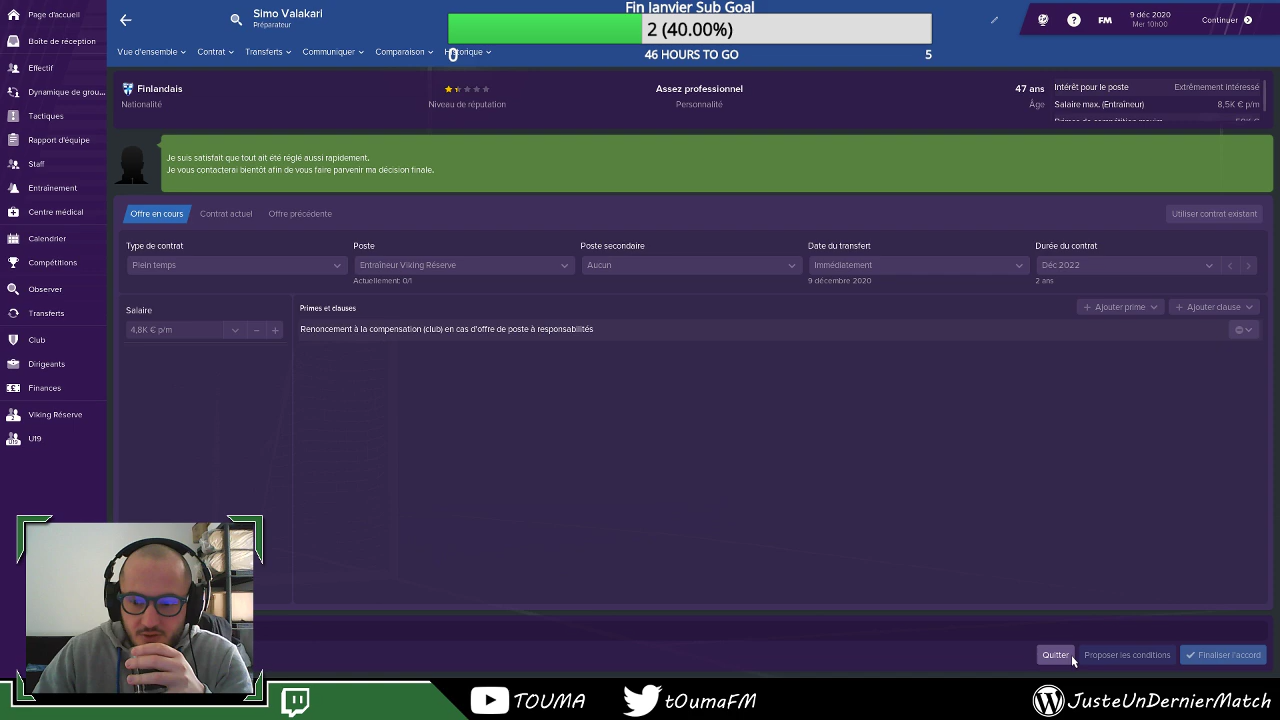 Fin Janvier Sub Goal
2 (40.00%)
0
46 HOURS TO GO
5
Simo Valakari
Préparateur
9 déc 2020
Mer 10h00
FM
Continuer
Vue d'ensemble
Contrat
Transferts
Communiquer
Comparaison
Historique
Page d'accueil
Boîte de réception
Effectif
Dynamique de grou...
Tactiques
Rapport d'équipe
Staff
Entraînement
Centre médical
Calendrier
Compétitions
Observer
Transferts
Club
Dirigeants
Finances
Viking Réserve
U19
Finlandais
Nationalité
Niveau de réputation
Assez professionnel
Personnalité
47 ans
Âge
Intérêt pour le poste
Extrêmement intéressé
Salaire max. (Entraîneur)
8,5K € p/m
Je suis satisfait que tout ait été réglé aussi rapidement.
Je vous contacterai bientôt afin de vous faire parvenir ma décision finale.
Offre en cours
Contrat actuel
Offre précédente
Utiliser contrat existant
Type de contrat
Poste
Poste secondaire
Date du transfert
Durée du contrat
Plein temps
Entraîneur Viking Réserve
Aucun
Immédiatement
Déc 2022
Actuellement: 0/1
9 décembre 2020
2 ans
Salaire
4,8K € p/m
Primes et clauses
Ajouter prime
Ajouter clause
Renoncement à la compensation (club) en cas d'offre de poste à responsabilités
Quitter
Proposer les conditions
Finaliser l'accord
TOUMA
tOumaFM
JusteUnDernierMatch